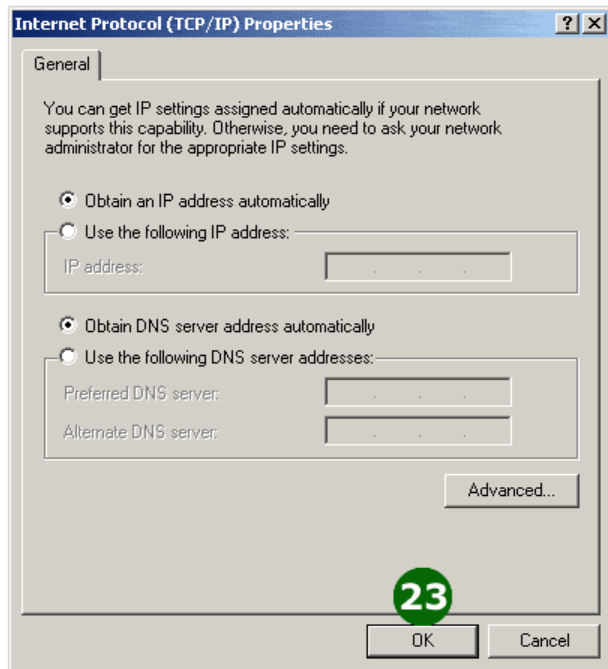 Internet Protocol (TCP/IP) Properties
General
You can get IP settings assigned automatically if your network
supports this capability. Otherwise, you need to ask your network
administrator for the appropriate IP settings.
Obtain an IP address automatically
Use the following IP address:
IP address:
Obtain DNS server address automatically
Use the following DNS server addresses:
Preferred DNS server:
Alternate DNS server:
Advanced...
23
OK Cancel